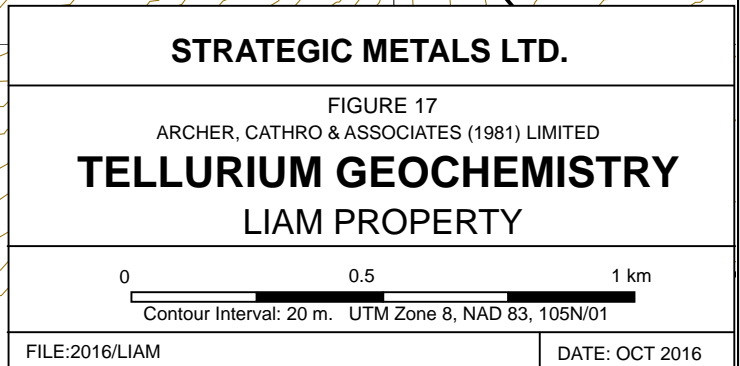 STRATEGIC METALS LTD.
FIGURE 17
ARCHER, CATHRO & ASSOCIATES (1981) LIMITED
TELLURIUM GEOCHEMISTRY
LIAM PROPERTY
0 0.5 1 km
Contour Interval: 20 m. UTM Zone 8, NAD 83, 105N/01
FILE:2016/LIAM DATE: OCT 2016